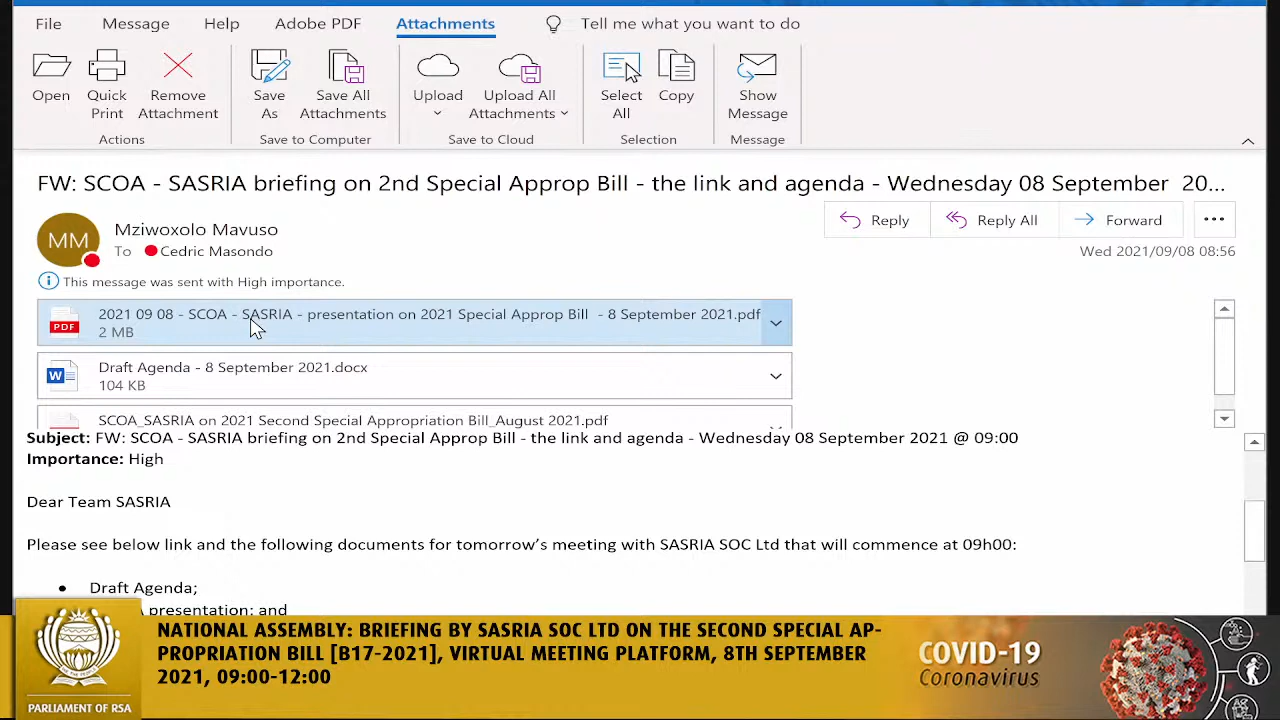 File Message Help Adobe PDF Attachments Tell me what you want to do
Open Quick Print Remove Attachment Save As Save All Attachments Upload Upload All Attachments Select All Copy Show Message
Actions Save to Computer Save to Cloud Selection Message
FW: SCOA - SASRIA briefing on 2nd Special Approp Bill - the link and agenda - Wednesday 08 September 20...
MM
Mziwoxolo Mavuso
Reply Reply All Forward ...
To Cedric Masondo
Wed 2021/09/08 08:56
This message was sent with High importance.
PDF
2021 09 08 - SCOA - SASRIA - presentation on 2021 Special Approp Bill - 8 September 2021.pdf
2 MB
W
Draft Agenda - 8 September 2021.docx
104 KB
SCOA_SASRIA on 2021 Second Special Appropriation Bill_August 2021.pdf
Subject: FW: SCOA - SASRIA briefing on 2nd Special Approp Bill - the link and agenda - Wednesday 08 September 2021 @ 09:00
Importance: High
Dear Team SASRIA
Please see below link and the following documents for tomorrow's meeting with SASRIA SOC Ltd that will commence at 09h00:
• Draft Agenda;
presentation; and
NATIONAL ASSEMBLY: BRIEFING BY SASRIA SOC LTD ON THE SECOND SPECIAL AP-
PROPRIATION BILL [B17-2021], VIRTUAL MEETING PLATFORM, 8TH SEPTEMBER
2021, 09:00-12:00
PARLIAMENT OF RSA
COVID-19
Coronavirus